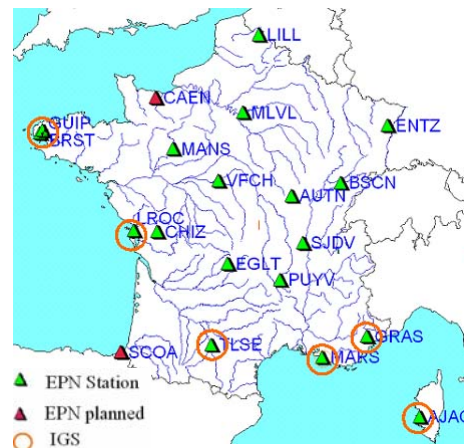 LILL
CAEN
MLVL
GUIP
BRST
ENTZ
MANS
VFCH
BSCN
AUTN
LROC
CHIZ
SJDV
EGLT
PUYV
GRAS
TLSE
SCOA
MARS
EPN Station
EPN planned
AJAC
IGS